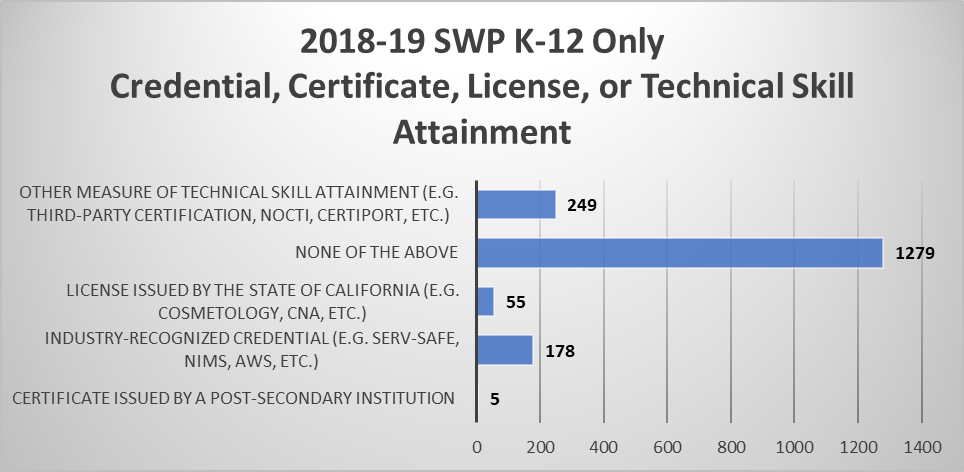 2018-19 SWP K-12 Only
Credential, Certificate, License, or Technical Skill
Attainment
OTHER MEASURE OF TECHNICAL SKILL ATTAINMENT (E.G.
THIRD-PARTY CERTIFICATION, NOCTI, CERTIPORT, ETC.)
249
NONE OF THE ABOVE
1279
LICENSE ISSUED BY THE STATE OF CALIFORNIA (E.G.
COSMETOLOGY, CNA, ETC.)
55
INDUSTRY-RECOGNIZED CREDENTIAL (E.G. SERV-SAFE,
NIMS, AWS, ETC.)
178
CERTIFICATE ISSUED BY A POST-SECONDARY INSTITUTION
5
0 200 400 600 800 1000 1200 1400